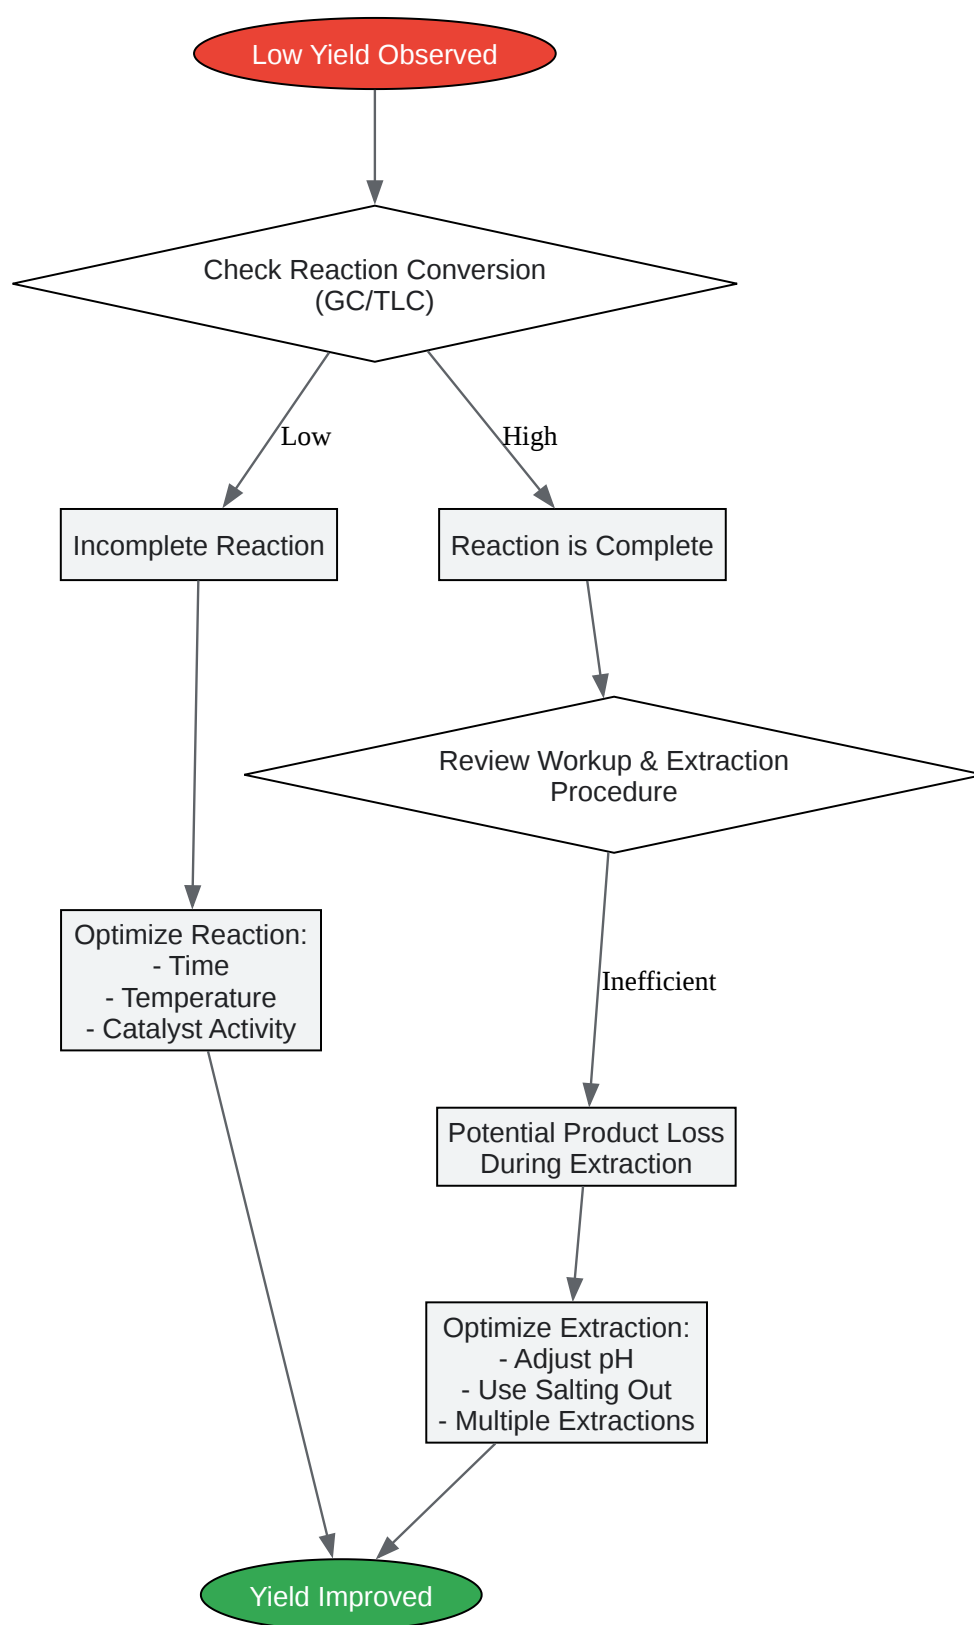 Low Yield Observed
Check Reaction Conversion
(GC/TLC)
Low
High
Incomplete Reaction
Reaction is Complete
Review Workup & Extraction
Procedure
Optimize Reaction:
- Time
- Temperature
- Catalyst Activity
Inefficient
Potential Product Loss
During Extraction
Optimize Extraction:
- Adjust pH
- Use Salting Out
- Multiple Extractions
Yield Improved